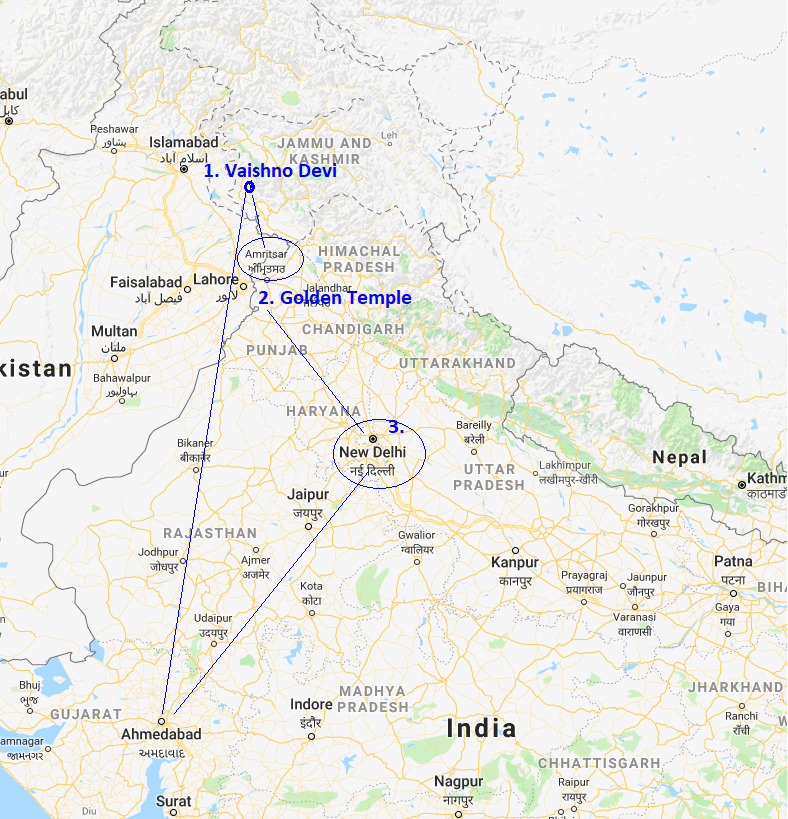 abul
كابل
Peshawar
پشاور
Islamabad
اسلام آباد
Leh
JAMMU AND
KASHMIR
1. Vaishno Devi
Amritsar
HIMACHAL
PRADESH
Faisalabad
فیصل آباد
Lahore
لاہور
Jalandhar
2. Golden Temple
CHANDIGARH
Multan
ملتان
PUNJAB
kistan
Bahawalpur
بہاولپور
UTTARAKHAND
HARYANA
3.
New Delhi
नई दिल्ली
Bareilly
बरेली
Bikaner
बीकानेर
Nepal
UTTAR
PRADESH
Lakhimpur
लखीमपुर-खीरी
Kathm
काठमाडौं
Jaipur
जयपुर
Gorakhpur
गोरखपुर
RAJASTHAN
Jodhpur
जोधपुर
Ajmer
अजमेर
Gwalior
ग्वालियर
Kanpur
कानपुर
Patna
पटना
Kota
कोटा
Prayagraj
प्रयागराज
Jaunpur
जौनपुर
BIHA
Gaya
गया
Varanasi
वाराणसी
Udaipur
उदयपुर
Bhuj
ભુજ
GUJARAT
Ahmedabad
અમદાવાદ
amnagar
જામનગર
Indore
इंदौर
MADHYA
PRADESH
India
JHARKHAND
Ranchi
राँची
W
CHHATTISGARH
Nagpur
नागपूर
Raipur
रायपुर
Surat
સુરત
Diu